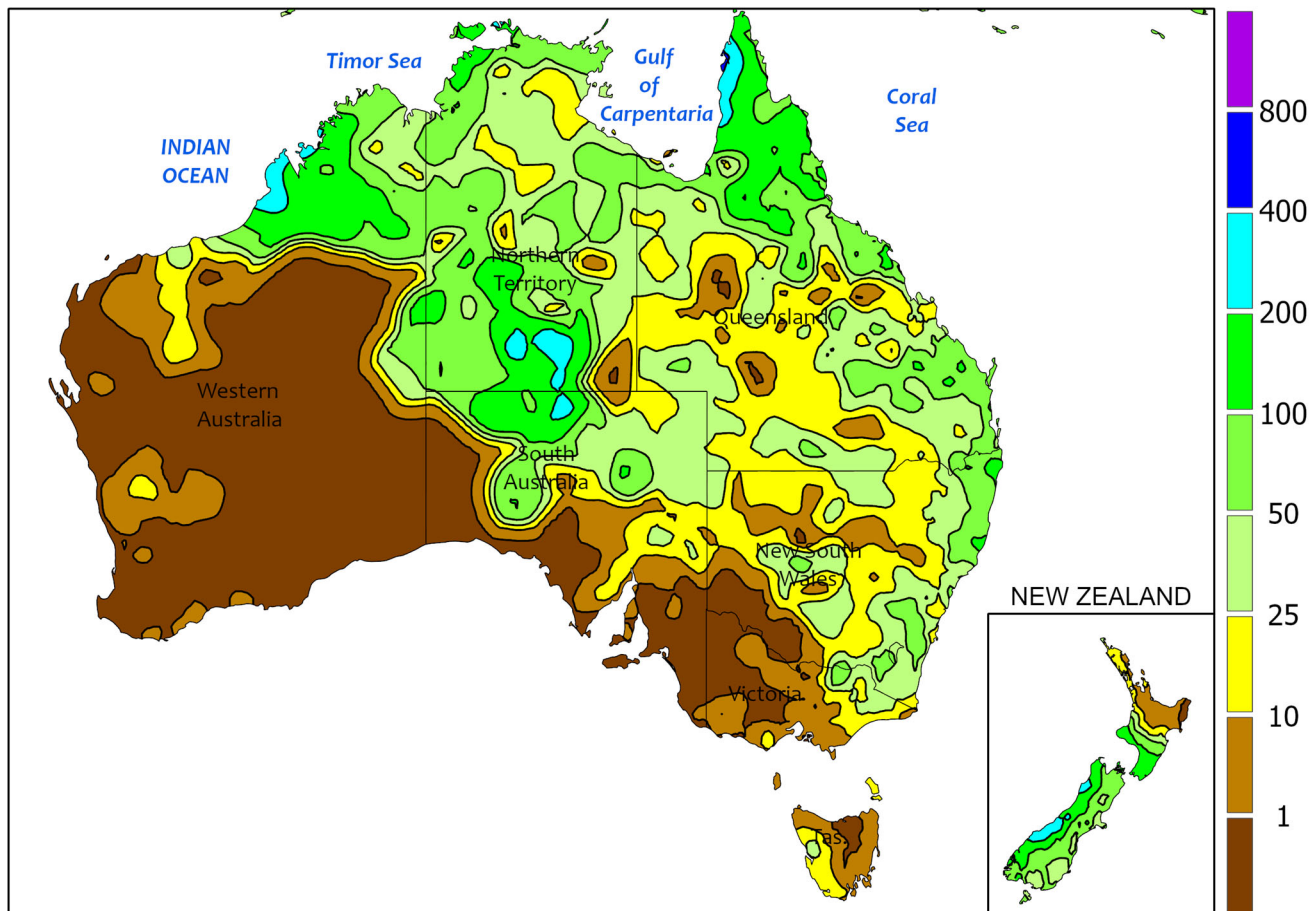 Timor Sea
Gulf
of
Carpentaria
Coral
Sea
INDIAN
OCEAN
Northern
Territory
Queensland
Western
Australia
South
Australia
New South
Wales
Victoria
Tas.
NEW ZEALAND
800
400
200
100
50
25
10
1